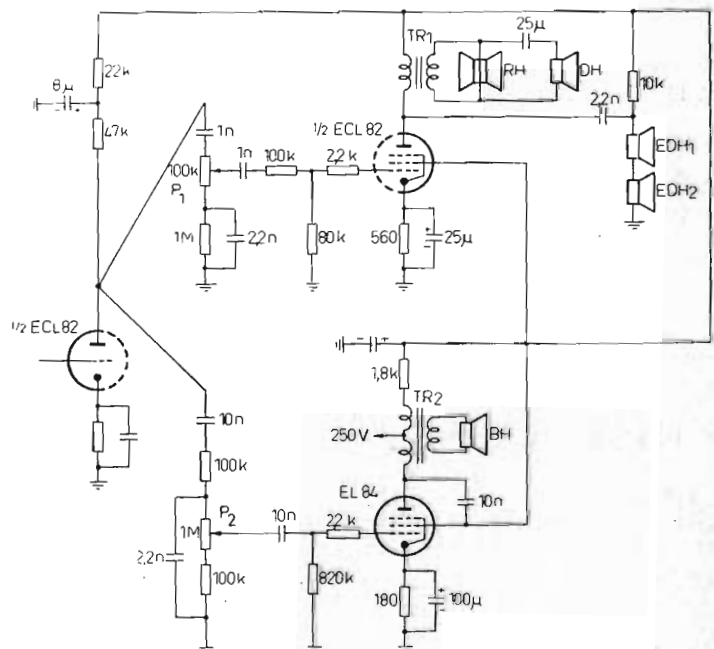 TR1
25µ
22k
RH
DH
10k
8µ
- +
2,2n
1n
47k
½ ECL 82
EDH1
1n
100k
2,2k
100k
P1
EDH2
1M
2,2n
80k
560
+
-
25µ
½ ECL 82
- +
1,8k
TR2
250V
BH
10n
100k
EL 84
10n
P2
10n
22k
1M
2,2n
100k
820k
180
+
-
100µ